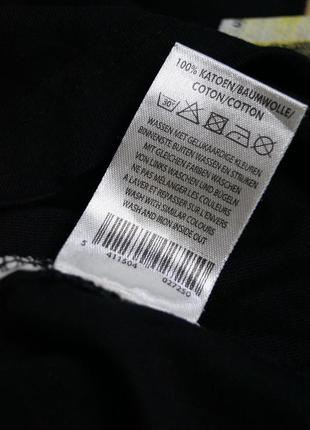 100% KATOEN/BAUMWOLLE/
COTON/COTTON
30°
WASSEN MET GELIJKAARDIGE KLEUREN
BINNENSTE BUITEN WASSEN EN STRIJKEN
MIT GLEICHEN FARBEN WASCHEN
VON LINKS WASCHEN UND BÜGELN
NE PAS MÉLANGER LES COULEURS
A LAVER ET REPASSER SUR L'ENVERS
WASH WITH SIMILAR COLOURS
WASH AND IRON INSIDE OUT
5 411504 027250